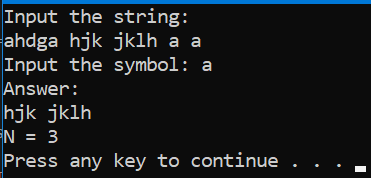 Input the string:
ahdga hjk jklh a a
Input the symbol: a
Answer:
hjk jklh
N = 3
Press any key to continue . . .